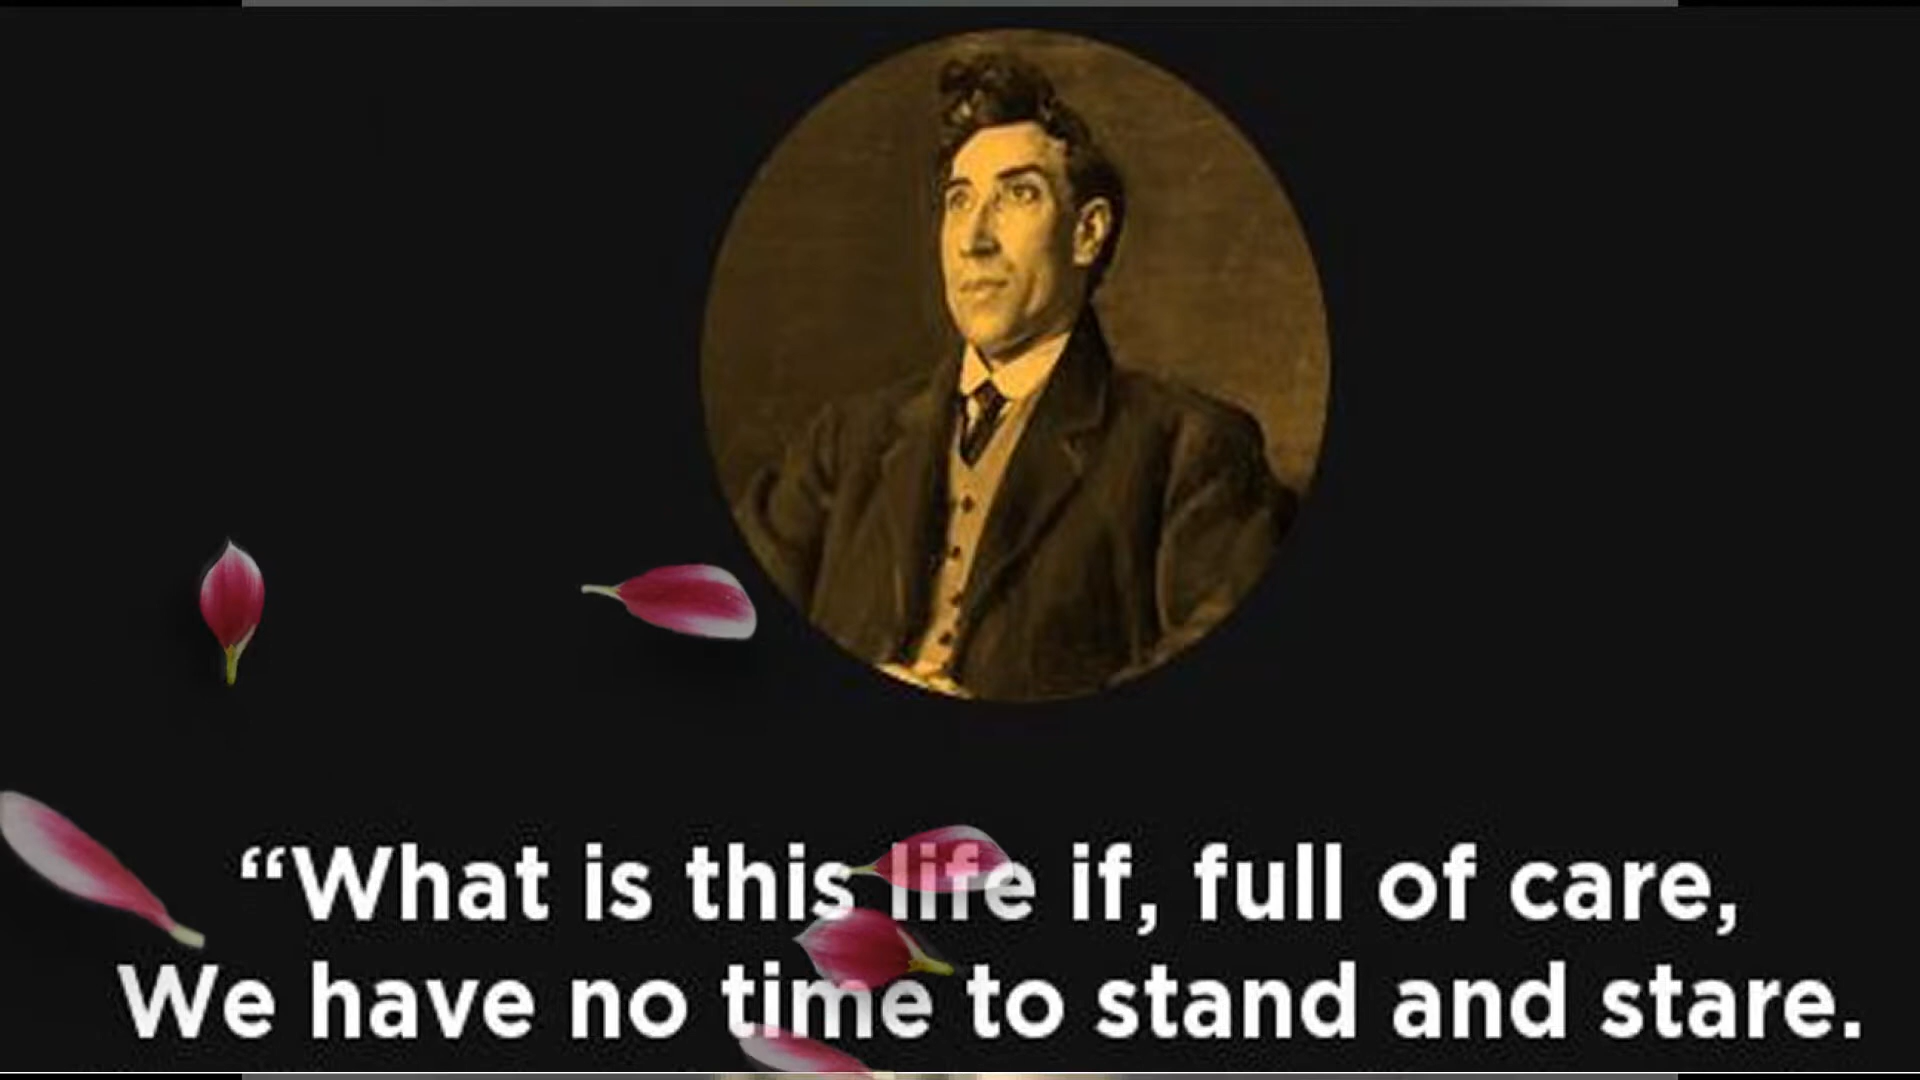 “What is this life if, full of care,
We have no time to stand and stare.